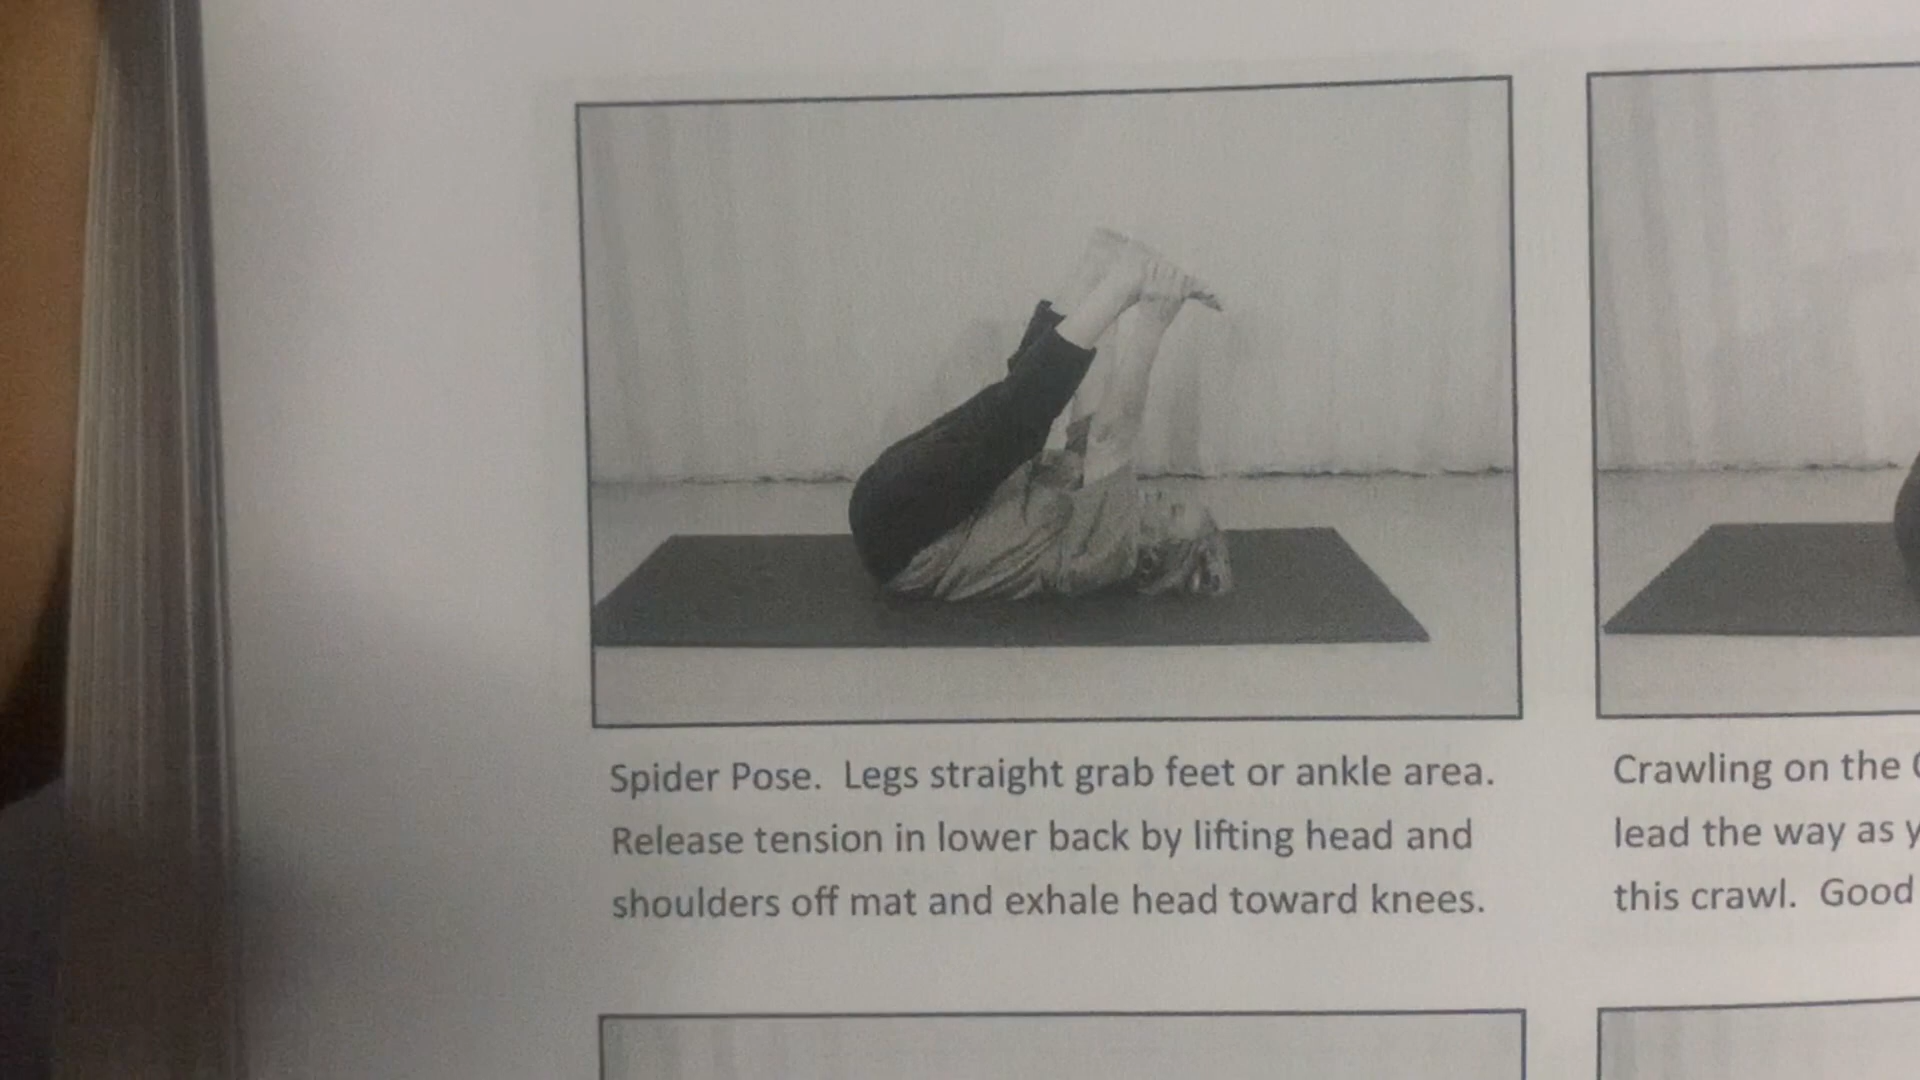 Spider Pose. Legs straight grab feet or ankle area.
Release tension in lower back by lifting head and
shoulders off mat and exhale head toward knees.
Crawling on the
lead the way as
this crawl. Good